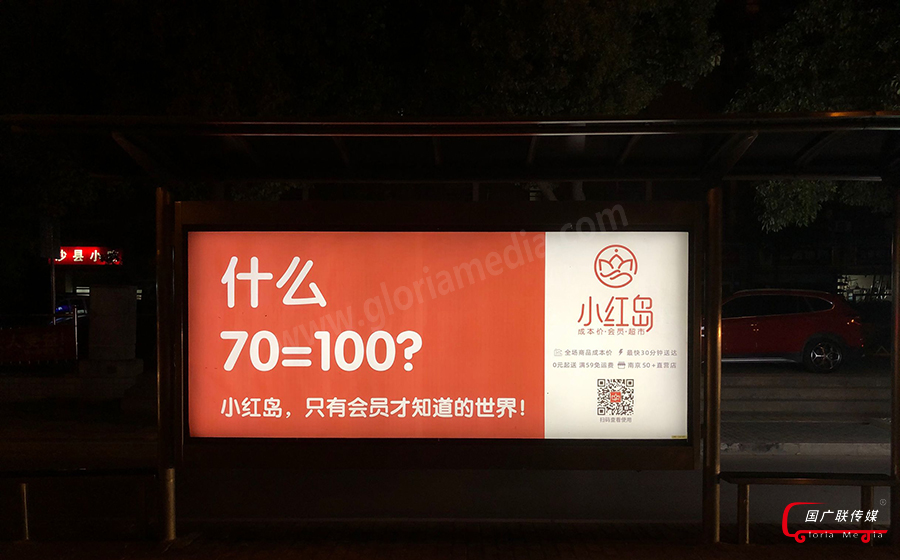 什么
70=100?
小红岛，只有会员才知道的世界！
小红岛
成本价·会员·超市
全场商品成本价 最快30分钟送达
0元起送 满59免运费 南京50+直营店
扫码查看使用
沙县小
www.gloriamedia.com
国广联传媒®
Gloria Media